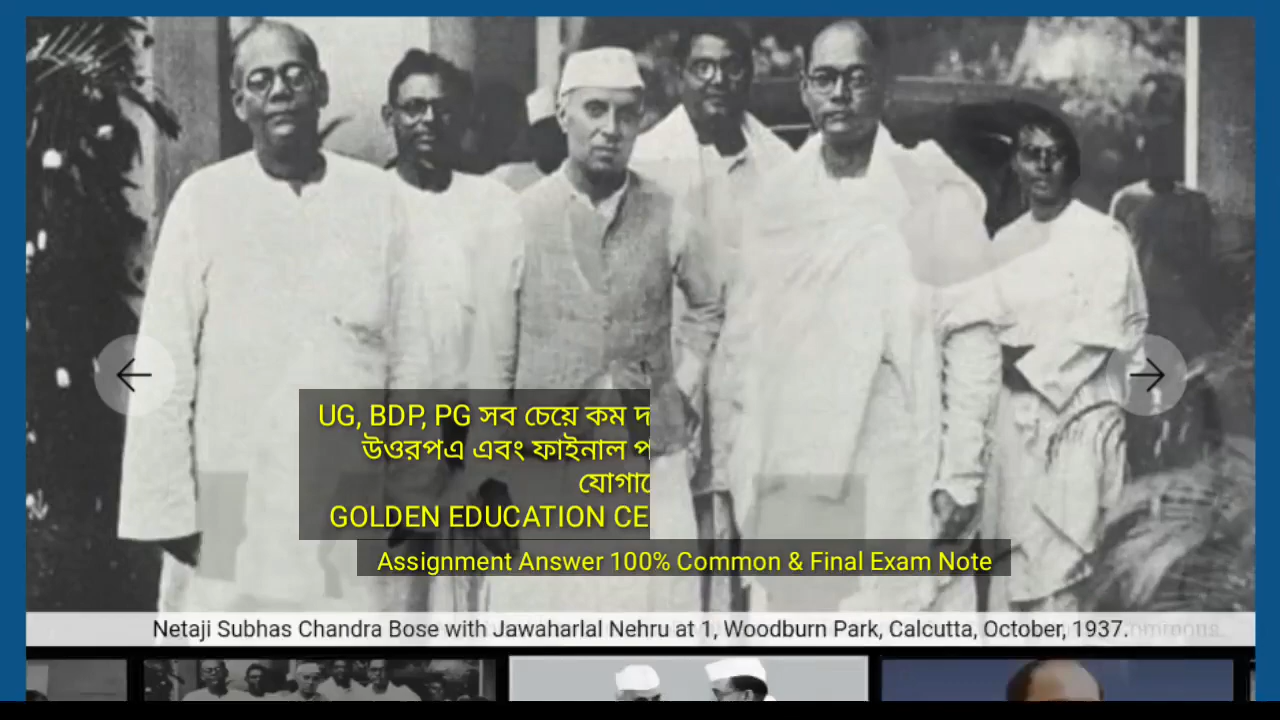 UG, BDP, PG সব চেয়ে কম
উওরপএ এবং ফাইনাল
GOLDEN EDUCATION
Assignment Answer 100% Common & Final Exam Note
Netaji Subhas Chandra Bose with Jawaharlal Nehru at 1, Woodburn Park, Calcutta, October, 1937.